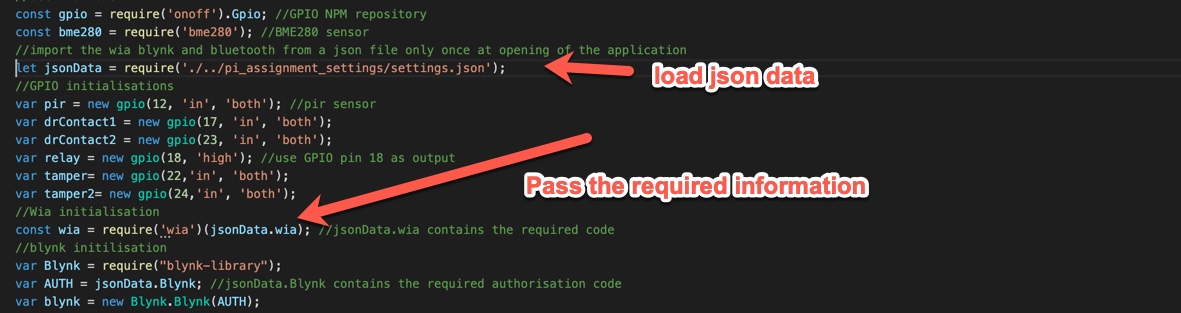 const gpio = require('onoff').Gpio; //GPIO NPM repository
const bme280 = require('bme280'); //BME280 sensor
//import the wia blynk and bluetooth from a json file only once at opening of the application
let jsonData = require('./../pi_assignment_settings/settings.json');
load json data
//GPIO initialisations
var pir = new gpio(12, 'in', 'both'); //pir sensor
var drContact1 = new gpio(17, 'in', 'both');
var drContact2 = new gpio(23, 'in', 'both');
var relay= new gpio(18, 'high'); //use GPIO pin 18 as output
var tamper= new gpio(22,'in', 'both');
Pass the required information
var tamper2= new gpio(24,'in', 'both');
//Wia initialisation
const wia = require('wia')(jsonData.wia); //jsonData.wia contains the required code
//blynk initilisation
var Blynk = require("blynk-library");
var AUTH = jsonData.Blynk; //jsonData.Blynk contains the required authorisation code
var blynk = new Blynk.Blynk(AUTH);